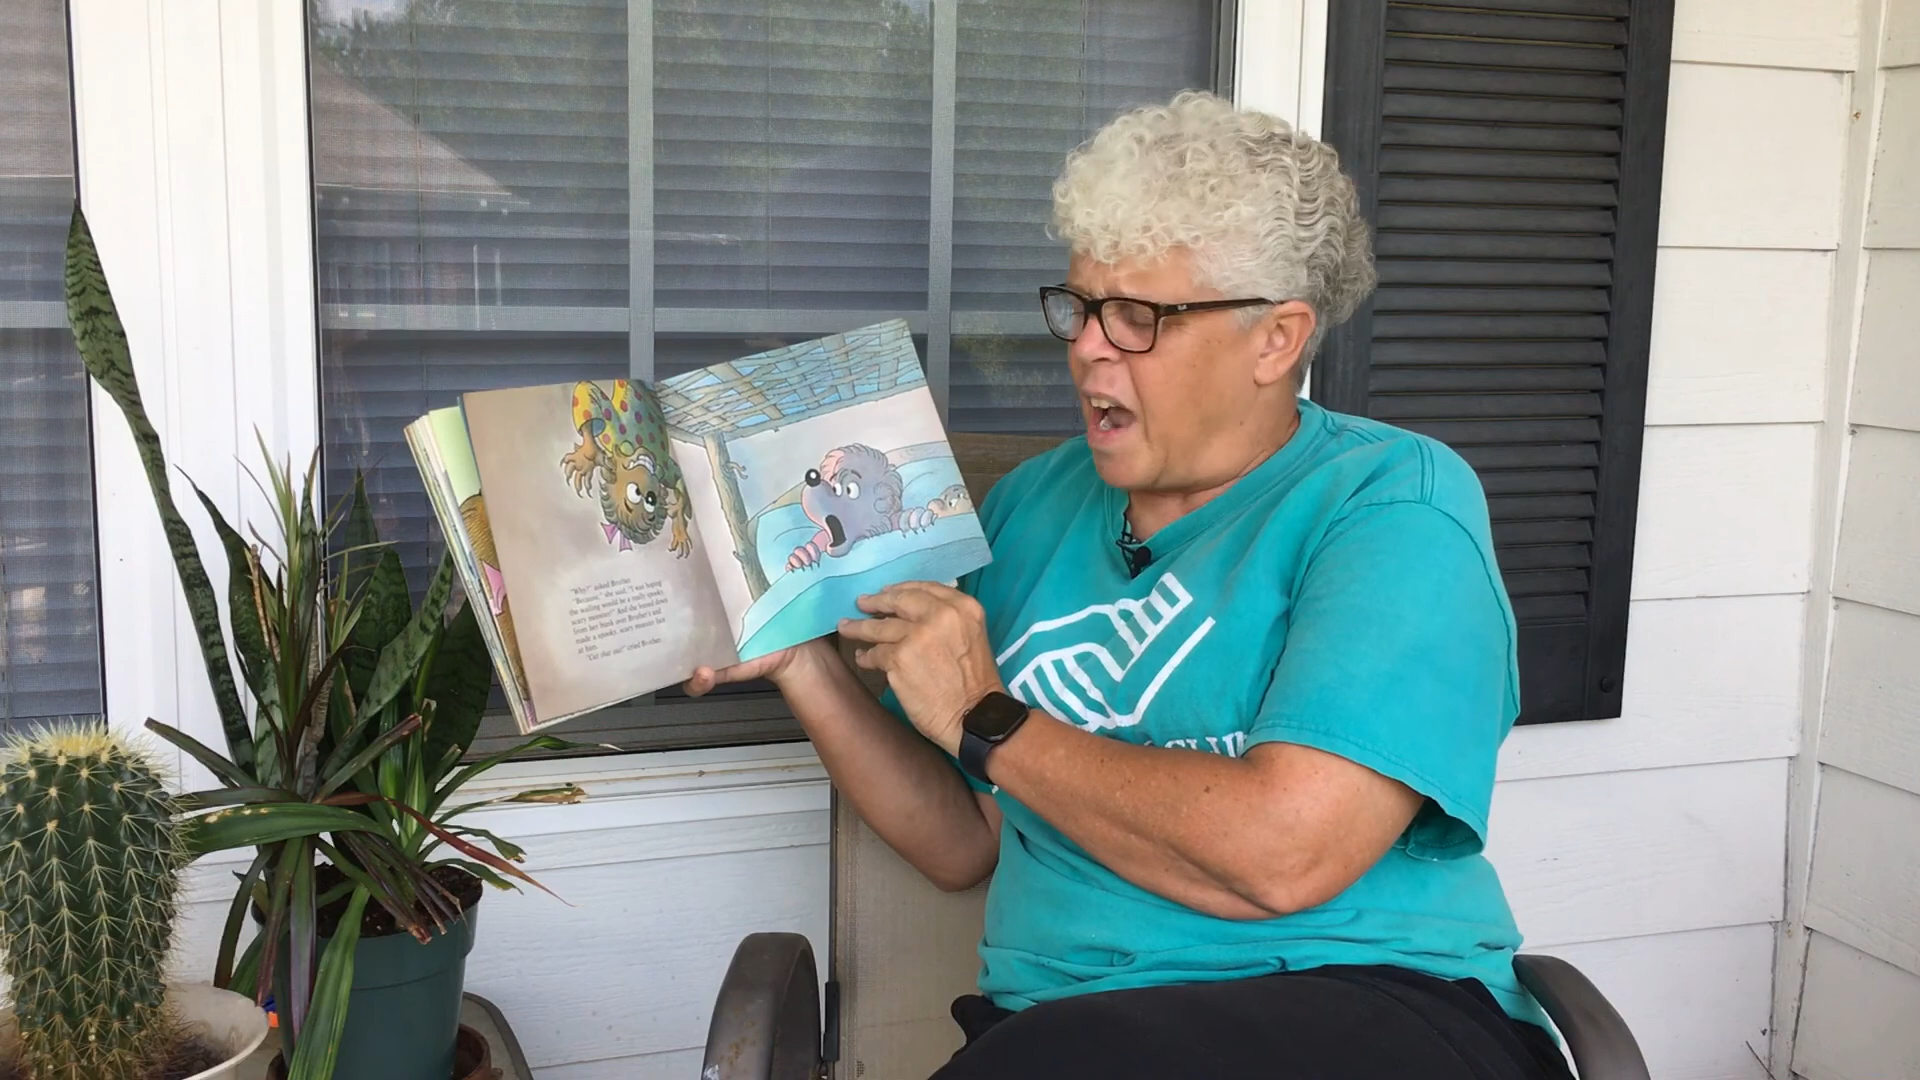 "Why?" asked Brother.
"Because," she said, "I was hoping
the wailing would be a really spooky,
scary monster!" And she leaned down
from her bunk over Brother's and
made a spooky, scary monster face
at him.
"Cut that out!" cried Brother.
CLU